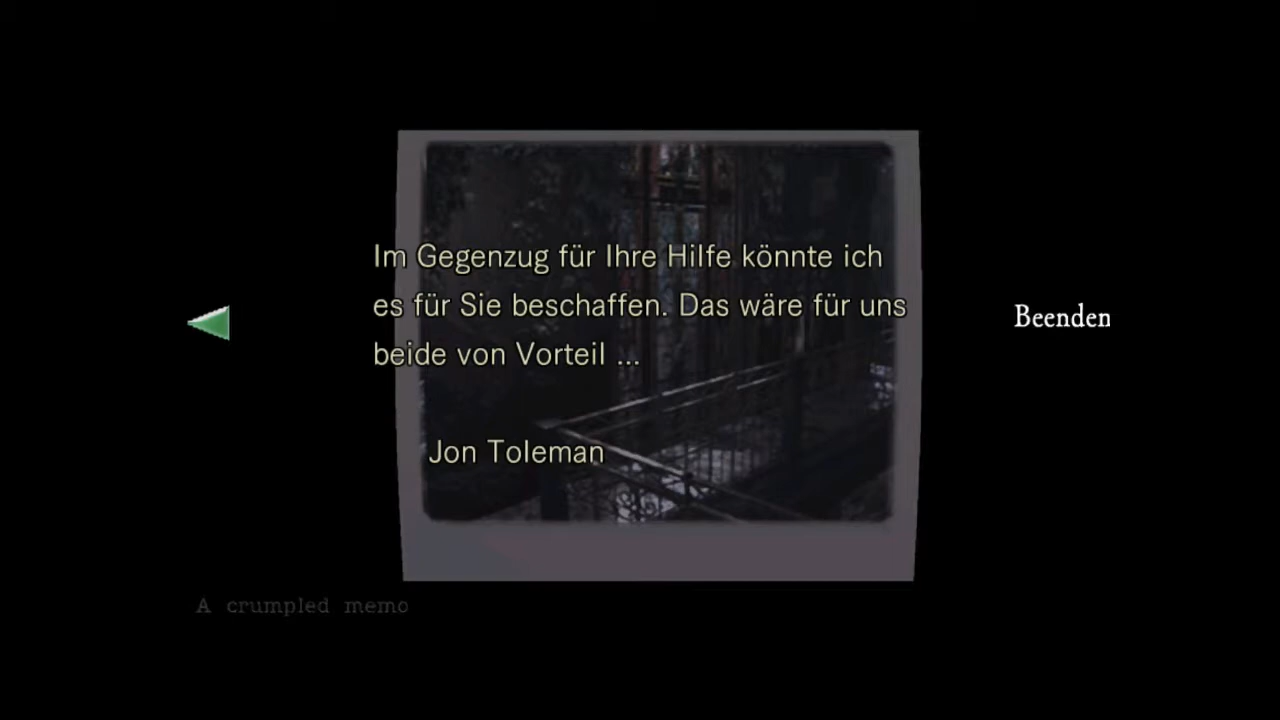 Im Gegenzug für Ihre Hilfe könnte ich
es für Sie beschaffen. Das wäre für uns
beide von Vorteil ...
Jon Toleman
Beenden
A crumpled memo